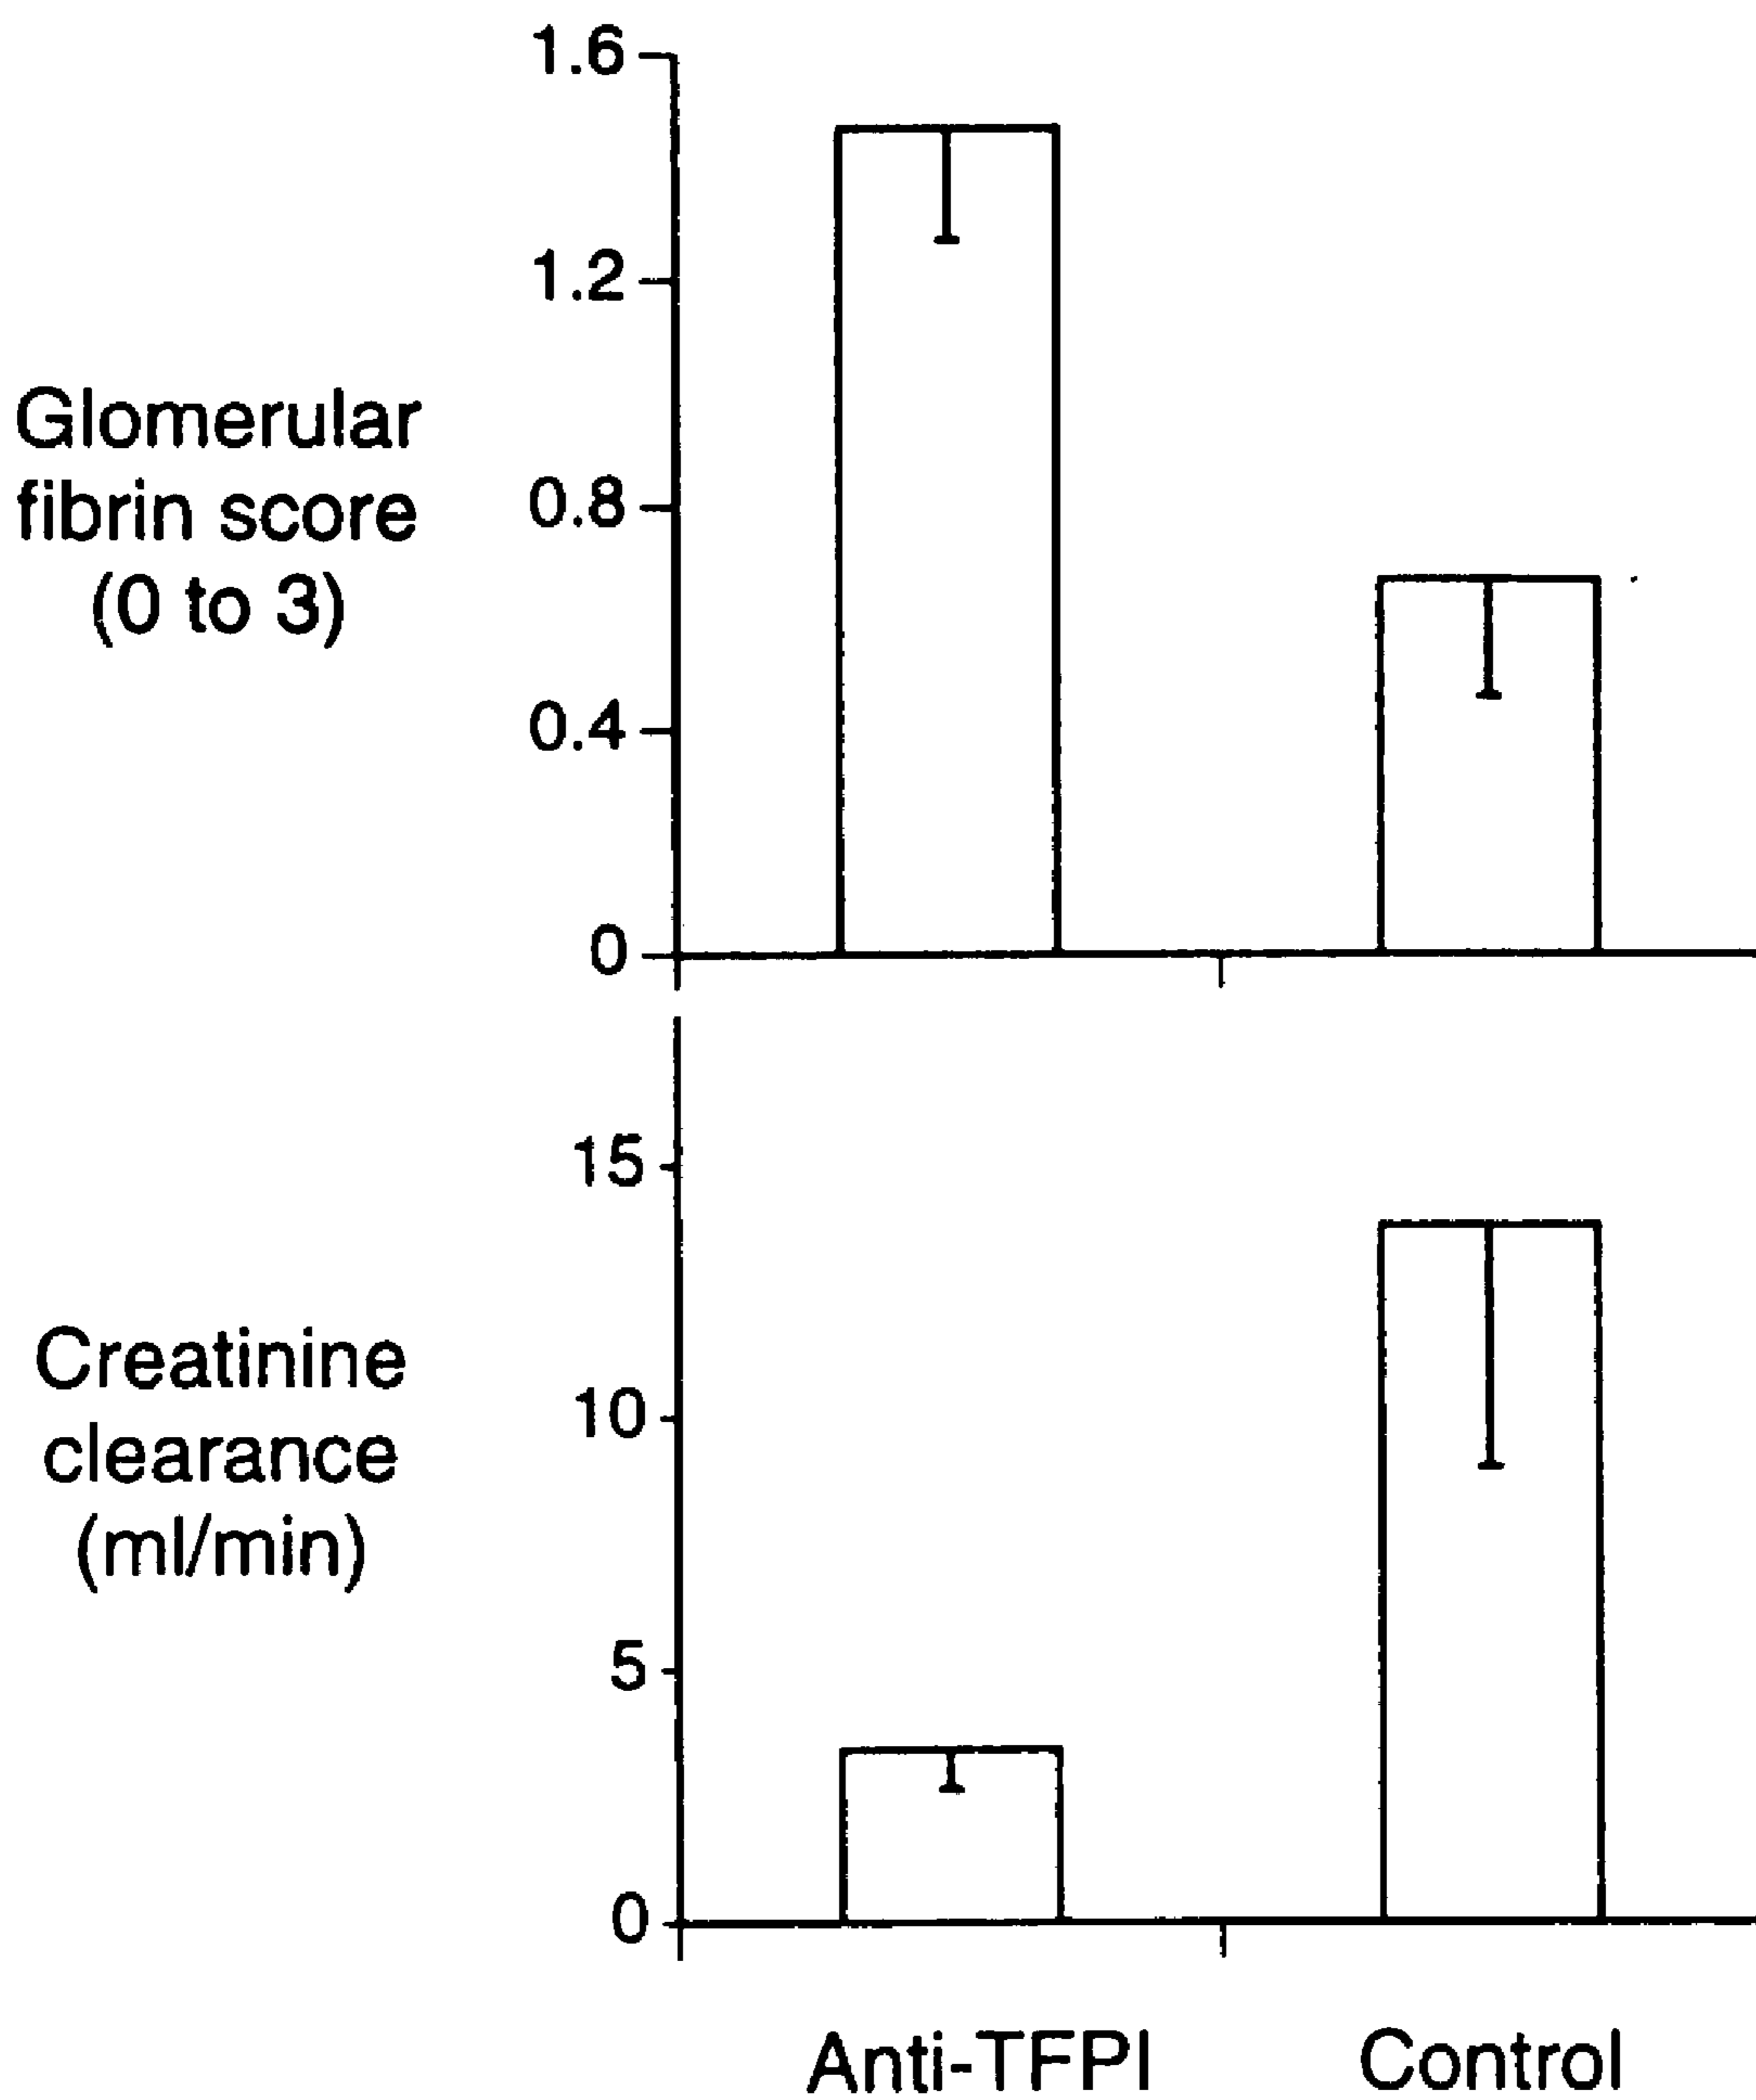 1.6
1.2
Glomerular
fibrin score
(0 to 3)
0.8
0.4
0
15
10
Creatinine
clearance
(ml/min)
5
0
Anti-TFPI Control